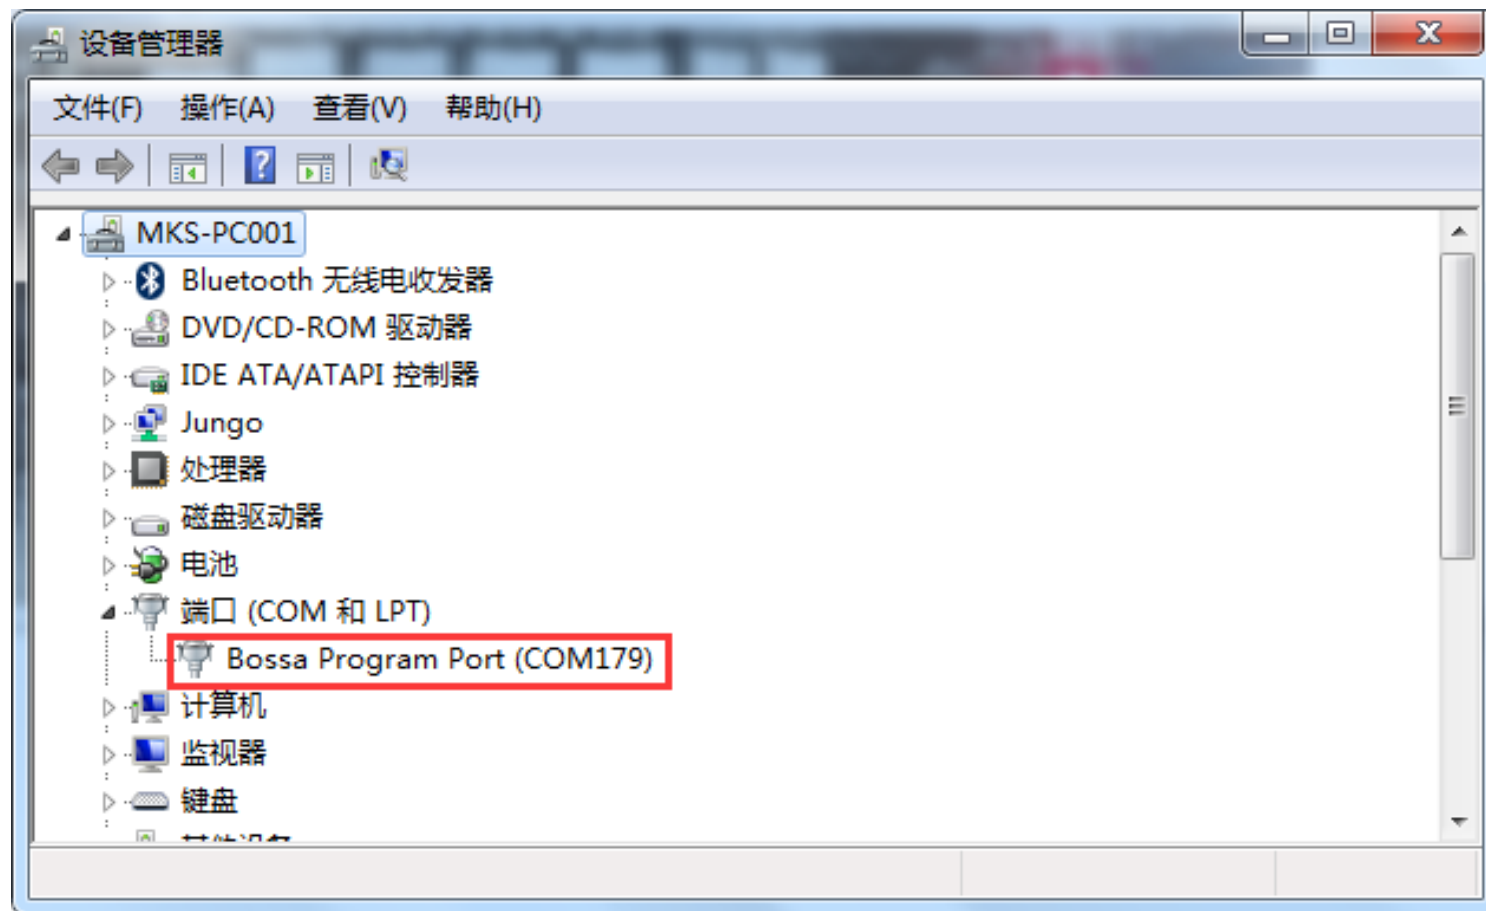 设备管理器
文件(F) 操作(A) 查看(V) 帮助(H)
MKS-PC001
Bluetooth 无线电收发器
DVD/CD-ROM 驱动器
IDE ATA/ATAPI 控制器
Jungo
处理器
磁盘驱动器
电池
端口 (COM 和 LPT)
Bossa Program Port (COM179)
计算机
监视器
键盘